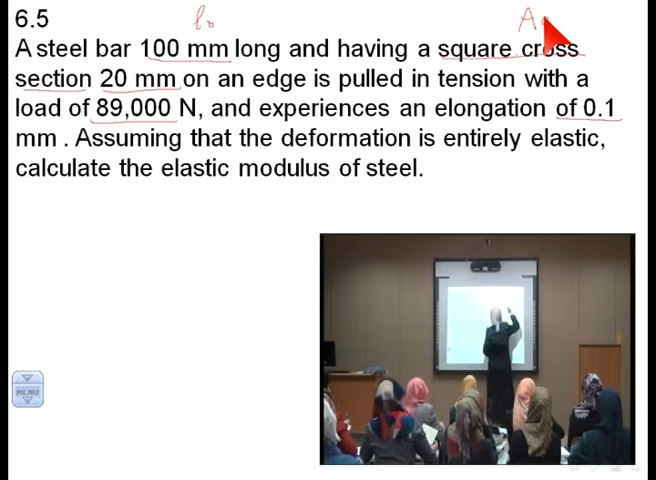 6.5
l₀ A₀
A steel bar 100 mm long and having a square cross
section 20 mm on an edge is pulled in tension with a
load of 89,000 N, and experiences an elongation of 0.1
mm . Assuming that the deformation is entirely elastic,
calculate the elastic modulus of steel.
MENU